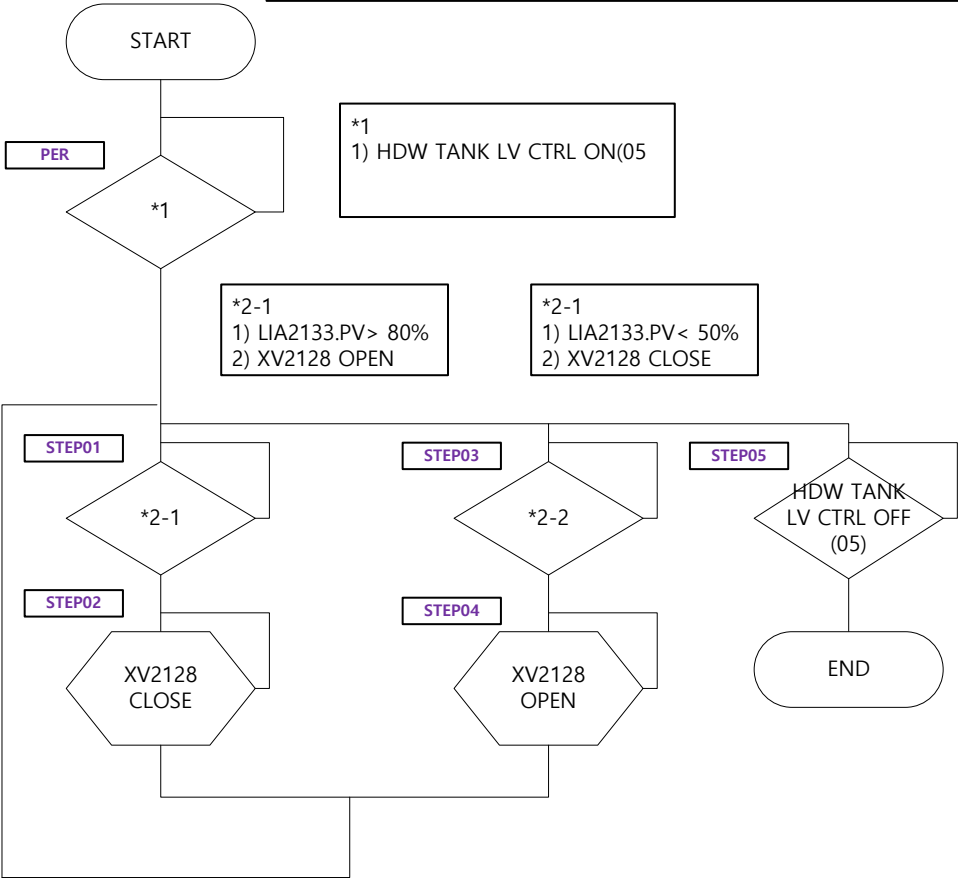 START
PER
*1
*1
1) HDW TANK LV CTRL ON(05
*2-1
1) LIA2133.PV> 80%
2) XV2128 OPEN
*2-1
1) LIA2133.PV< 50%
2) XV2128 CLOSE
STEP01
*2-1
STEP03
*2-2
STEP05
HDW TANK
LV CTRL OFF
(05)
STEP02
XV2128
CLOSE
STEP04
XV2128
OPEN
END